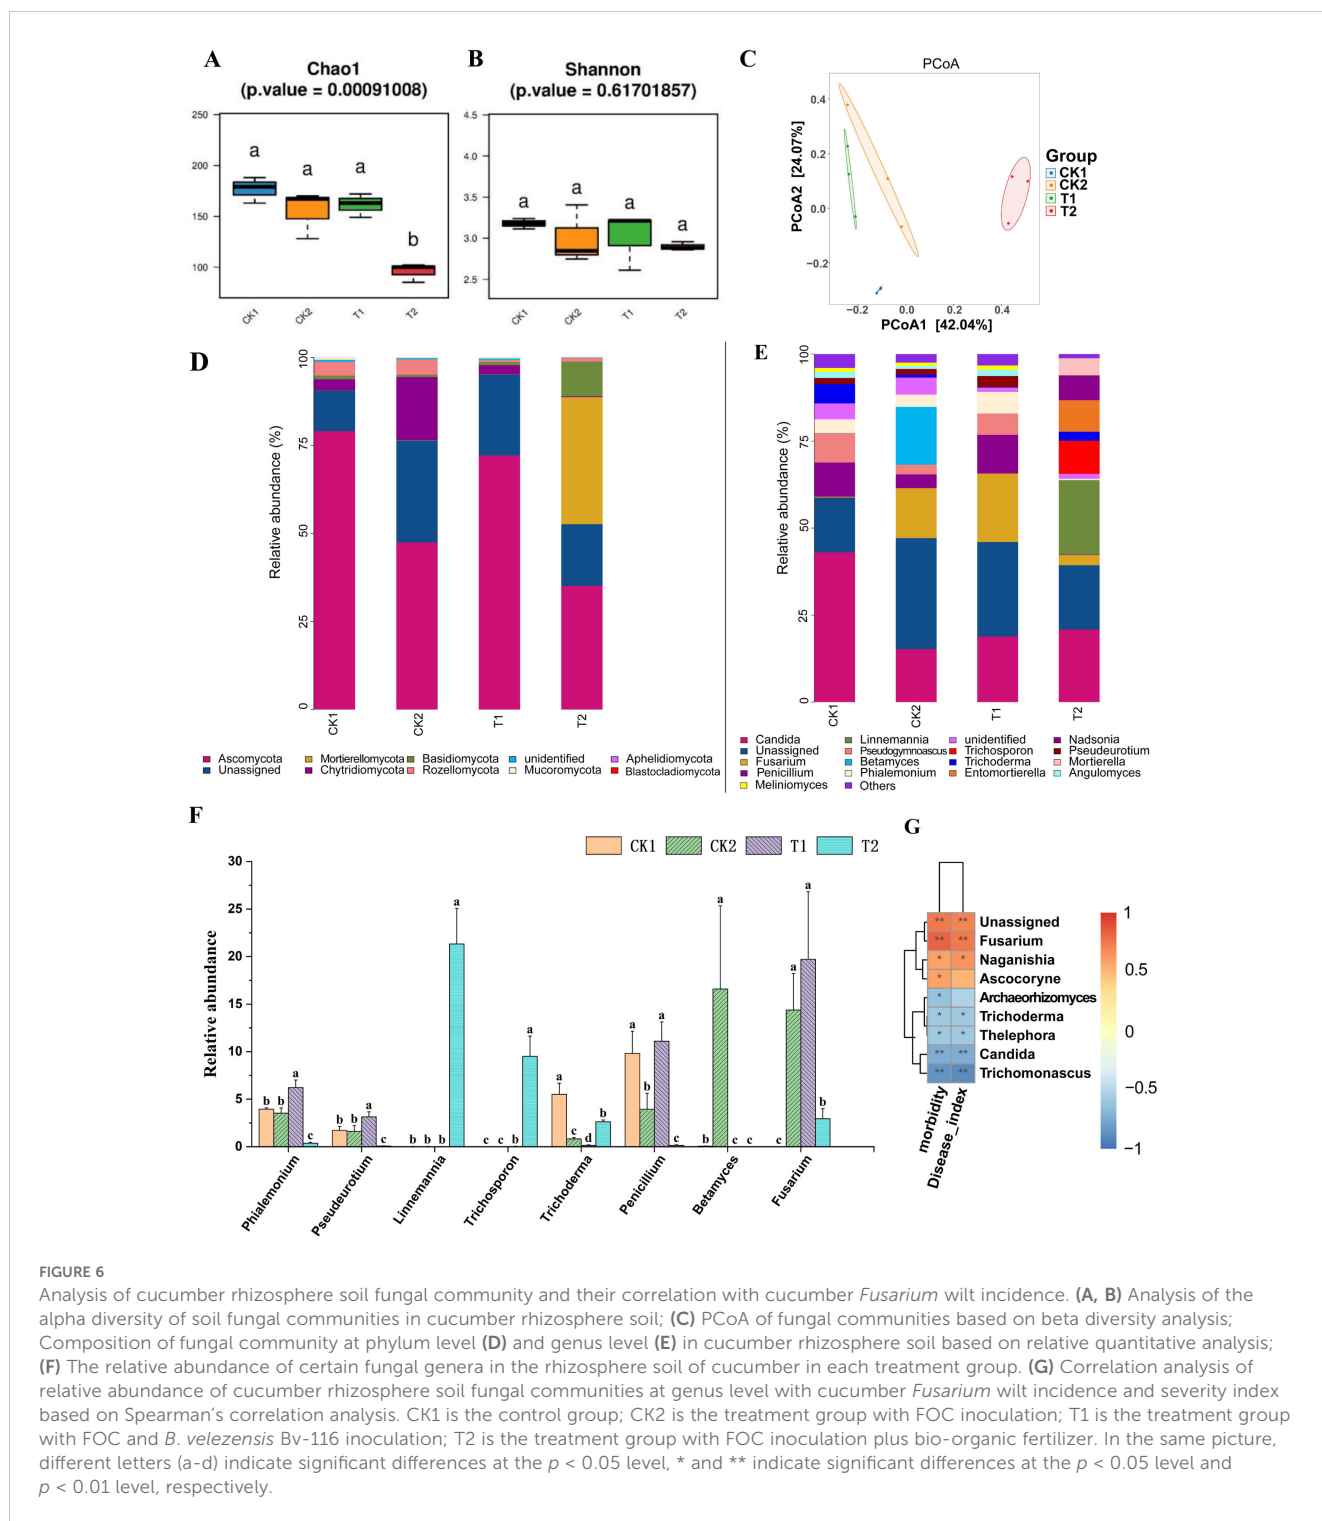 A
Chao1
(p.value = 0.00091008)
250
200
150
100
a
a
a
b
CK1
CK2
T1
T2
B
Shannon
(p.value = 0.61701857)
4.5
4.0
3.5
3.0
2.5
a
a
a
a
CK1
CK2
T1
T2
C
PCoA
PCoA2 [24.07%]
0.4
0.2
0.0
−0.2
−0.2
0.0
0.2
0.4
PCoA1 [42.04%]
Group
CK1
CK2
T1
T2
D
Relative abundance (%)
100
75
50
25
0
CK1
CK2
T1
T2
Ascomycota Mortierellomycota Basidiomycota unidentified Aphelidiomycota
Unassigned Chytridiomycota Rozellomycota Mucoromycota Blastocladiomycota
E
Relative abundance (%)
100
75
50
25
0
CK1
CK2
T1
T2
Candida Linnemannia unidentified Nadsonia
Unassigned Pseudogymnoascus Trichosporon Pseudeurotium
Fusarium Betamyces Trichoderma Mortierella
Penicillium Phialemonium Entomortierella Angulomyces
Meliniomyces Others
F
CK1 CK2 T1 T2
Relative abundance
30
25
20
15
10
5
0
b b a c
b b a c
b b b a
c c b a
a c d b
a b a c
b a c c
c a a b
Phialemonium
Pseudeurotium
Linnemannia
Trichosporon
Trichoderma
Penicillium
Betamyces
Fusarium
G
** ** Unassigned
** ** Fusarium
* * Naganishia
* Ascocoryne
* Archaeorhizomyces
* * Trichoderma
* * Thelephora
** ** Candida
** ** Trichomonascus
morbidity
Disease_index
1
0.5
0
−0.5
−1
FIGURE 6
Analysis of cucumber rhizosphere soil fungal community and their correlation with cucumber Fusarium wilt incidence. (A, B) Analysis of the
alpha diversity of soil fungal communities in cucumber rhizosphere soil; (C) PCoA of fungal communities based on beta diversity analysis;
Composition of fungal community at phylum level (D) and genus level (E) in cucumber rhizosphere soil based on relative quantitative analysis;
(F) The relative abundance of certain fungal genera in the rhizosphere soil of cucumber in each treatment group. (G) Correlation analysis of
relative abundance of cucumber rhizosphere soil fungal communities at genus level with cucumber Fusarium wilt incidence and severity index
based on Spearman’s correlation analysis. CK1 is the control group; CK2 is the treatment group with FOC inoculation; T1 is the treatment group
with FOC and B. velezensis Bv-116 inoculation; T2 is the treatment group with FOC inoculation plus bio-organic fertilizer. In the same picture,
different letters (a-d) indicate significant differences at the p < 0.05 level, * and ** indicate significant differences at the p < 0.05 level and
p < 0.01 level, respectively.